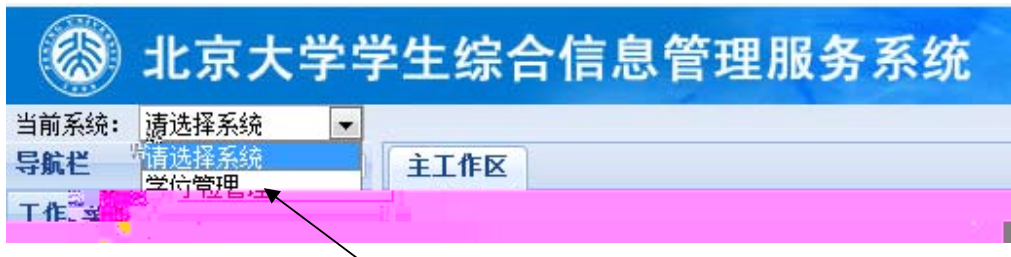 北京大学学生综合信息管理服务系统
当前系统： 请选择系统
导航栏 请选择系统 主工作区
学位管理
工作